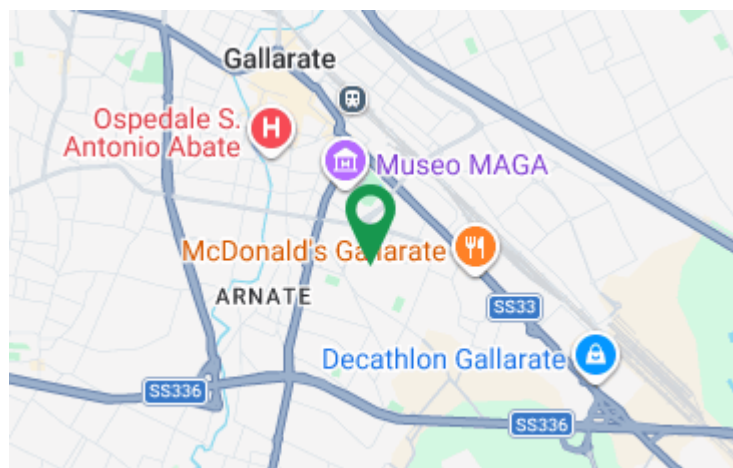 Gallarate
Ospedale S.
Antonio Abate
H
Museo MAGA
McDonald's Gallarate
ARNATE
SS33
Decathlon Gallarate
SS336
SS336